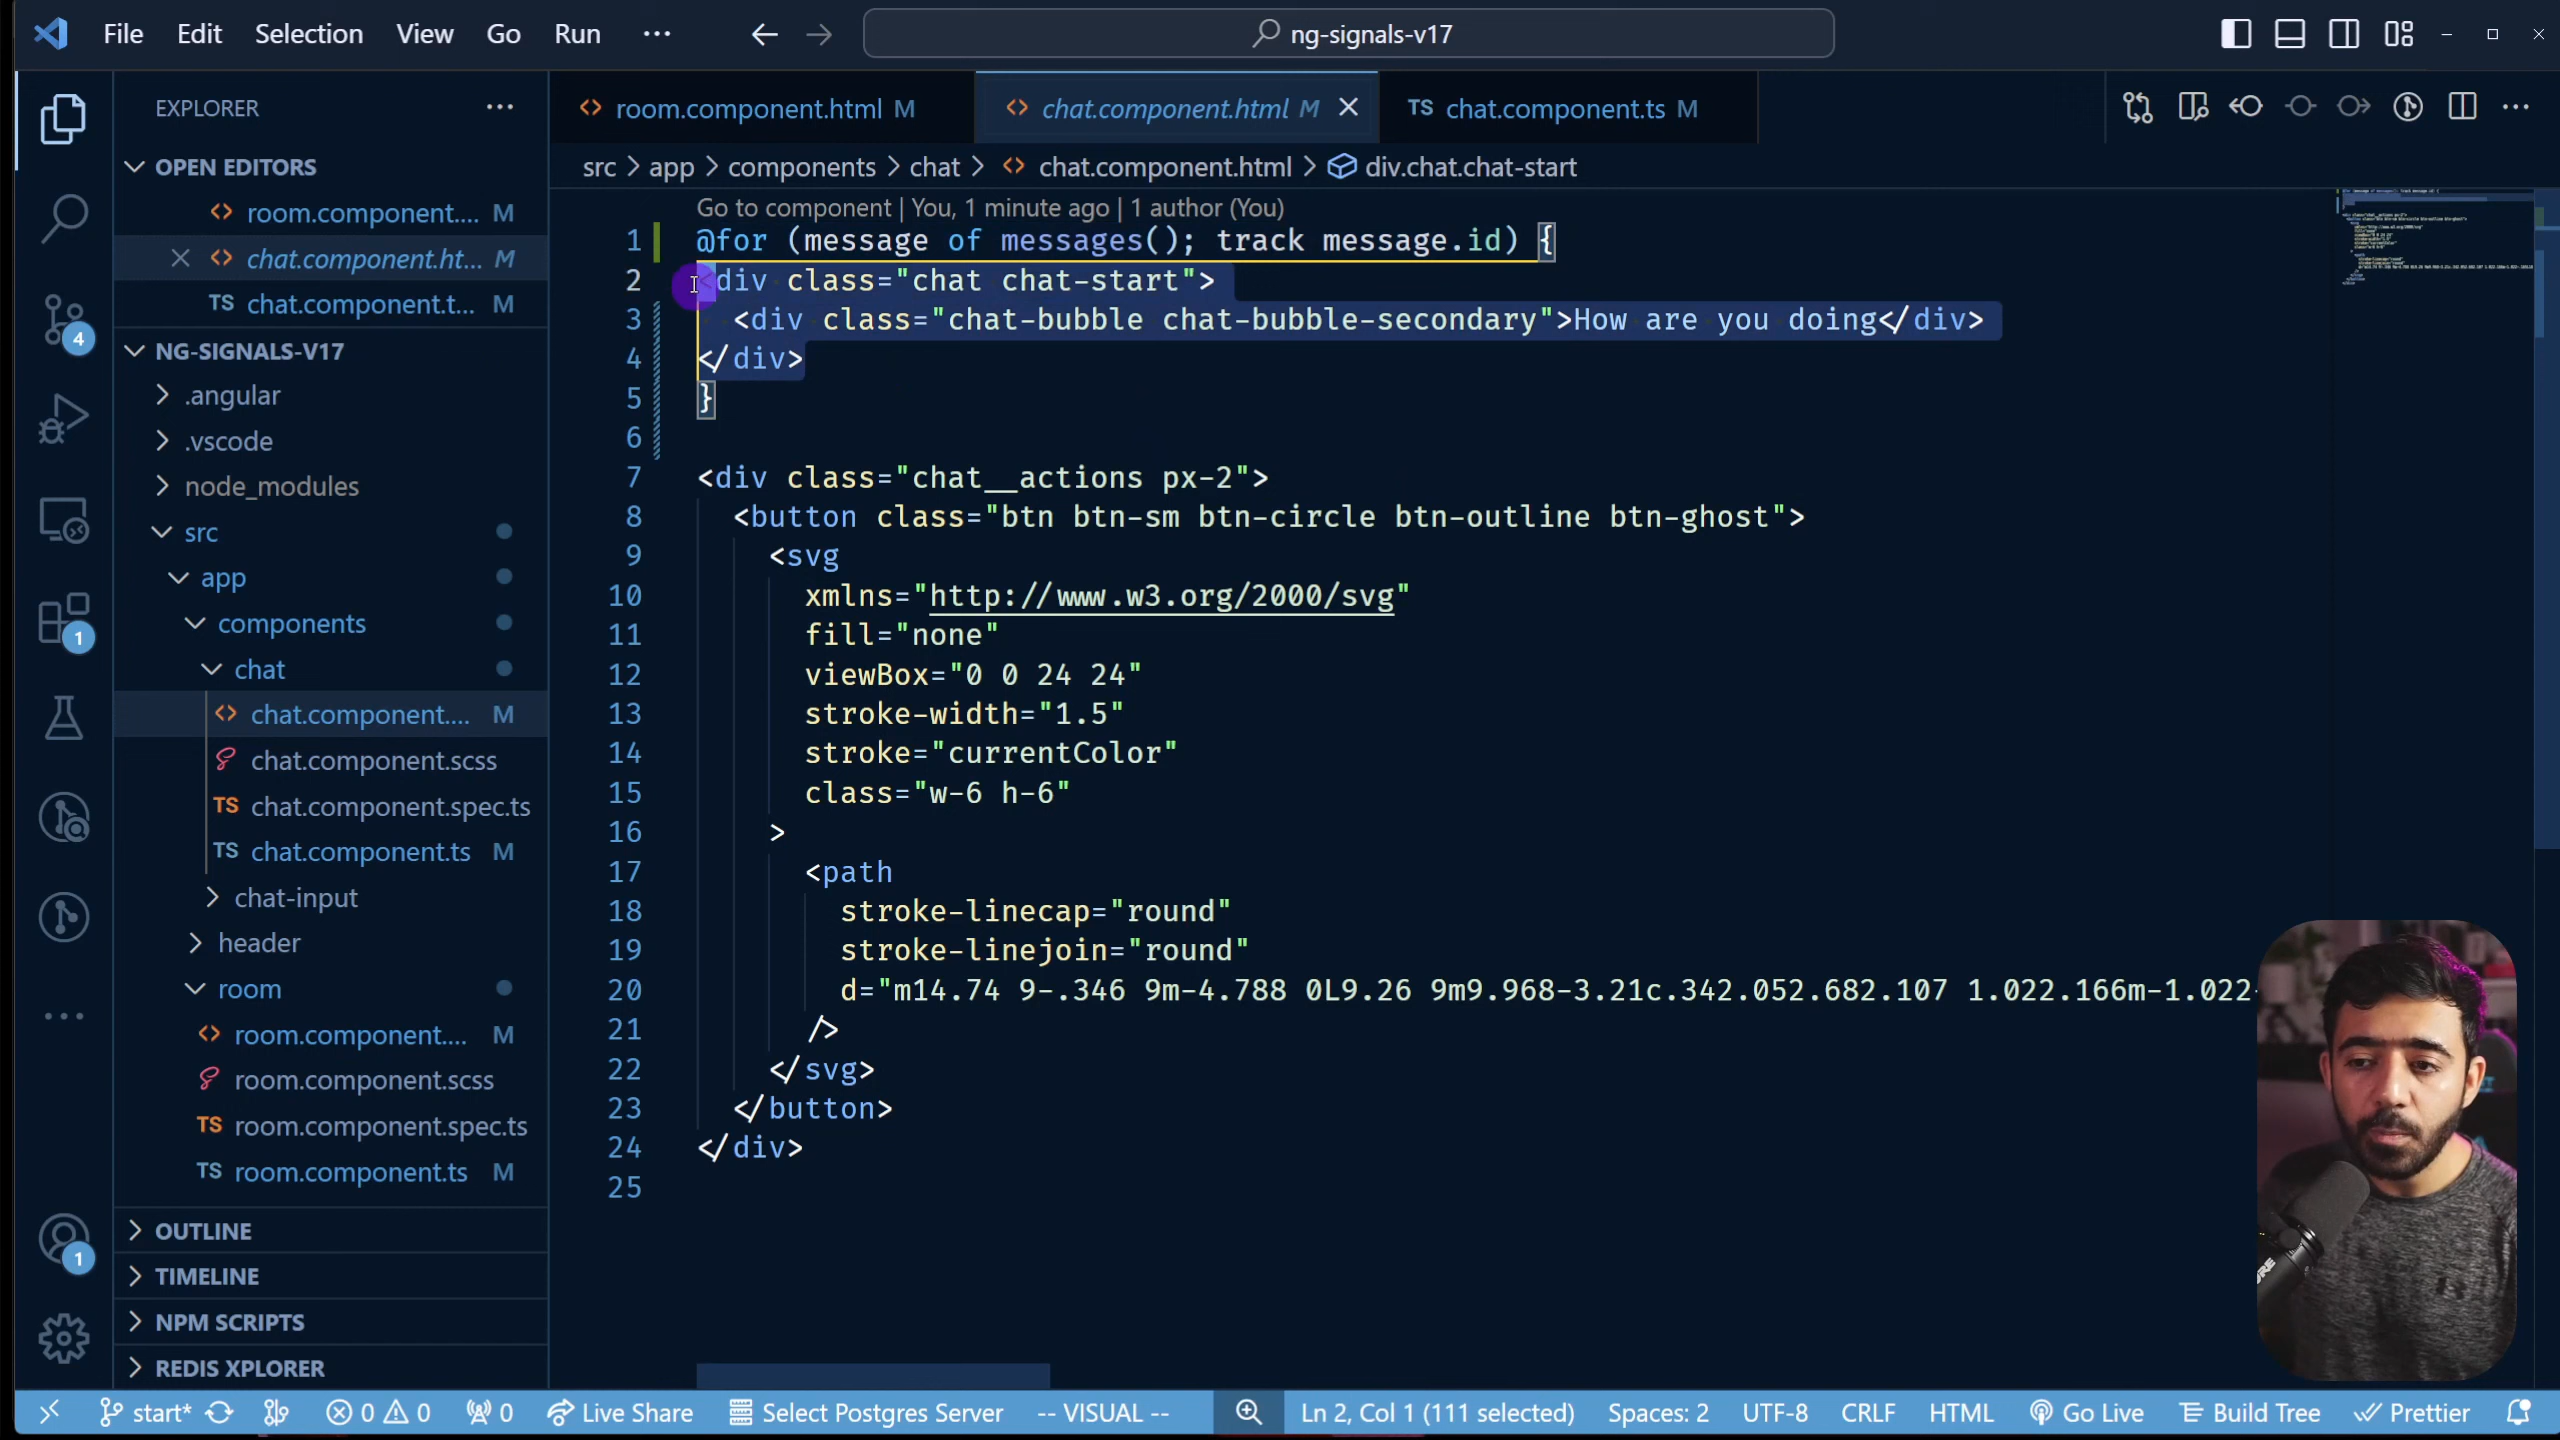 File Edit Selection View Go Run ··· ng-signals-v17
EXPLORER
OPEN EDITORS
room.component.... M
chat.component.ht... M
TS chat.component.t... M
NG-SIGNALS-V17
.angular
.vscode
node_modules
src
app
components
chat
chat.component.... M
chat.component.scss
TS chat.component.spec.ts
TS chat.component.ts M
chat-input
header
room
room.component.... M
room.component.scss
TS room.component.spec.ts
TS room.component.ts M
OUTLINE
TIMELINE
NPM SCRIPTS
REDIS XPLORER
4
1
1
room.component.html M
chat.component.html M
TS chat.component.ts M
src > app > components > chat > chat.component.html > div.chat.chat-start
Go to component | You, 1 minute ago | 1 author (You)
1 @for (message of messages(); track message.id) {
2 <div class="chat chat-start">
3 <div class="chat-bubble chat-bubble-secondary">How are you doing</div>
4 </div>
5 }
6
7 <div class="chat__actions px-2">
8 <button class="btn btn-sm btn-circle btn-outline btn-ghost">
9 <svg
10 xmlns="http://www.w3.org/2000/svg"
11 fill="none"
12 viewBox="0 0 24 24"
13 stroke-width="1.5"
14 stroke="currentColor"
15 class="w-6 h-6"
16 >
17 <path
18 stroke-linecap="round"
19 stroke-linejoin="round"
20 d="m14.74 9-.346 9m-4.788 0L9.26 9m9.968-3.21c.342.052.682.107 1.022.166m-1.022-
21 />
22 </svg>
23 </button>
24 </div>
25
start* 0 0 0 Live Share Select Postgres Server -- VISUAL -- Ln 2, Col 1 (111 selected) Spaces: 2 UTF-8 CRLF HTML Go Live Build Tree Prettier